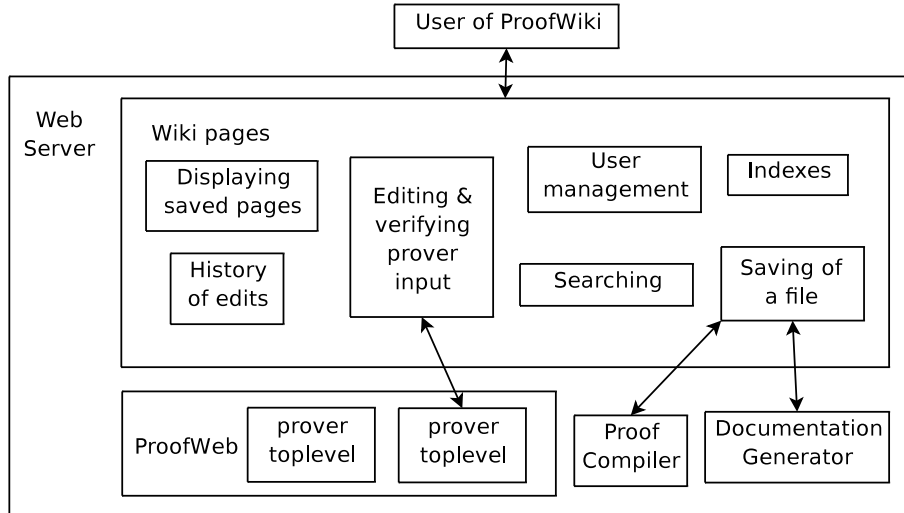 User of ProofWiki
Web
Server
Wiki pages
Displaying
saved pages
Editing &
verifying
prover
input
User
management
Indexes
History
of edits
Searching
Saving of
a file
ProofWeb
prover
toplevel
prover
toplevel
Proof
Compiler
Documentation
Generator